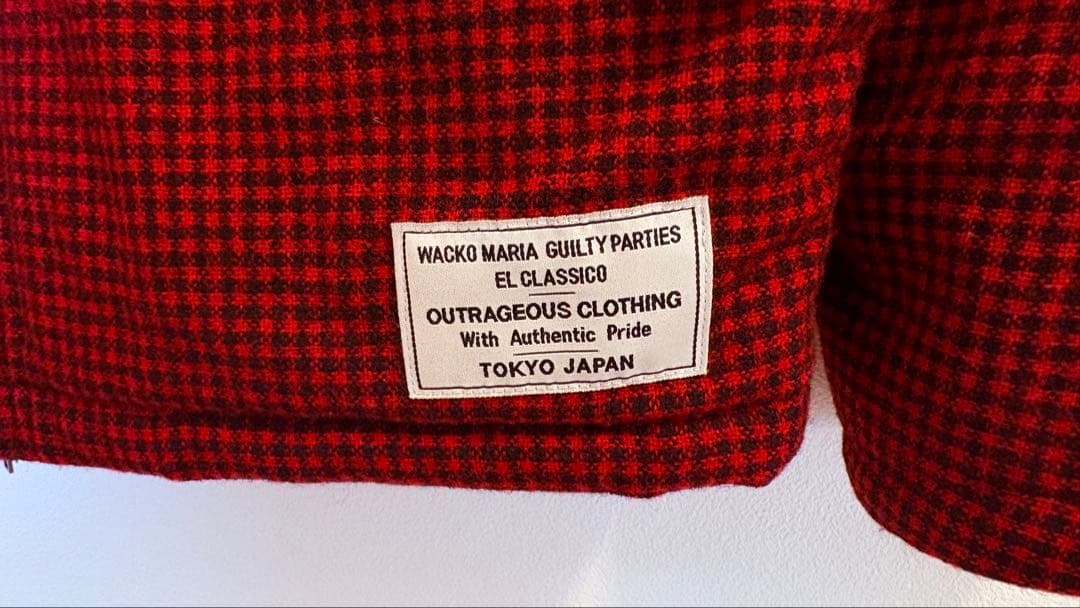 WACKO MARIA GUILTY PARTIES
EL CLASSICO
OUTRAGEOUS CLOTHING
With Authentic Pride
TOKYO JAPAN